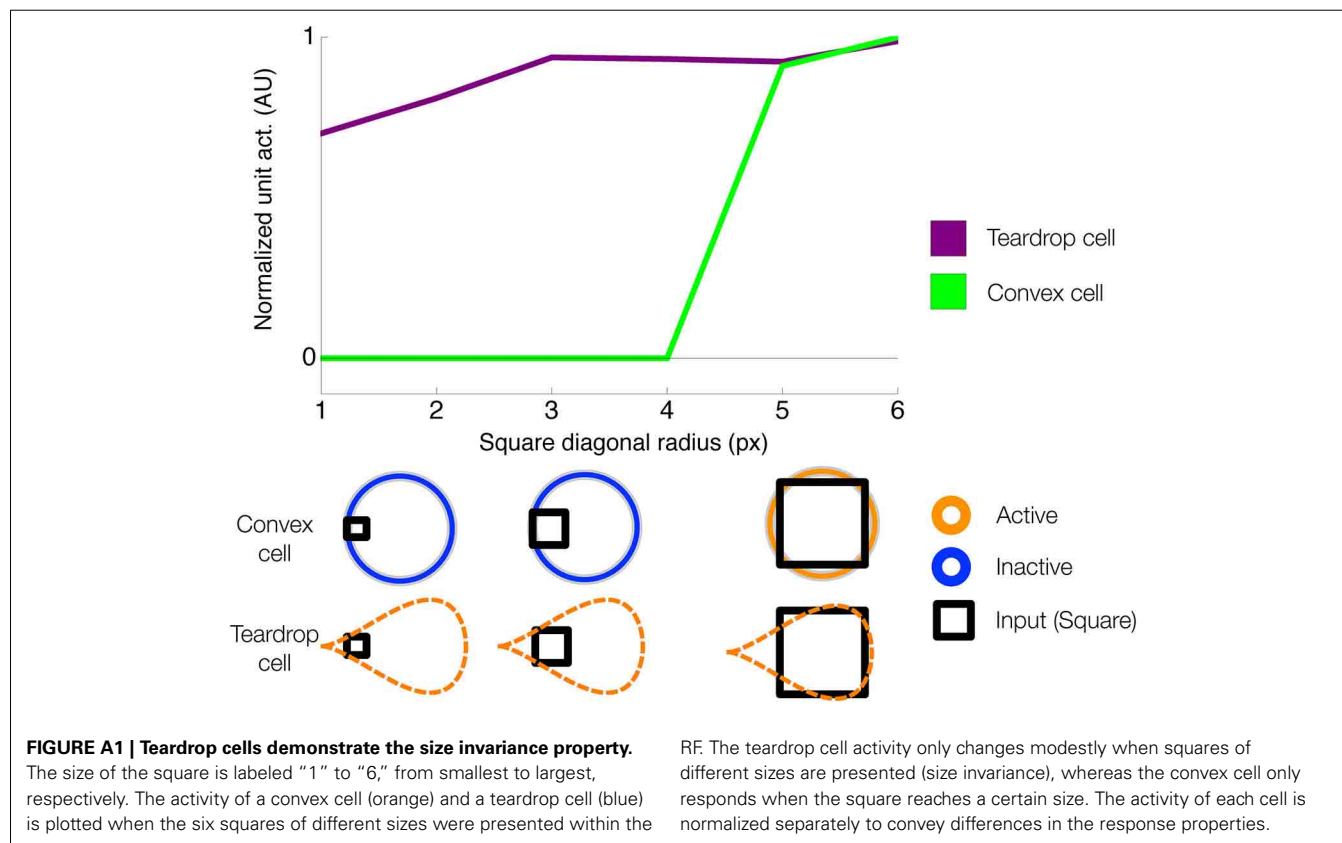 1
Normalized unit act. (AU)
0
1 2 3 4 5 6
Square diagonal radius (px)
Teardrop cell
Convex cell
Convex
cell
Teardrop
cell
Active
Inactive
Input (Square)
FIGURE A1 | Teardrop cells demonstrate the size invariance property.
The size of the square is labeled “1” to “6,” from smallest to largest,
respectively. The activity of a convex cell (orange) and a teardrop cell (blue)
is plotted when the six squares of different sizes were presented within the
RF. The teardrop cell activity only changes modestly when squares of
different sizes are presented (size invariance), whereas the convex cell only
responds when the square reaches a certain size. The activity of each cell is
normalized separately to convey differences in the response properties.